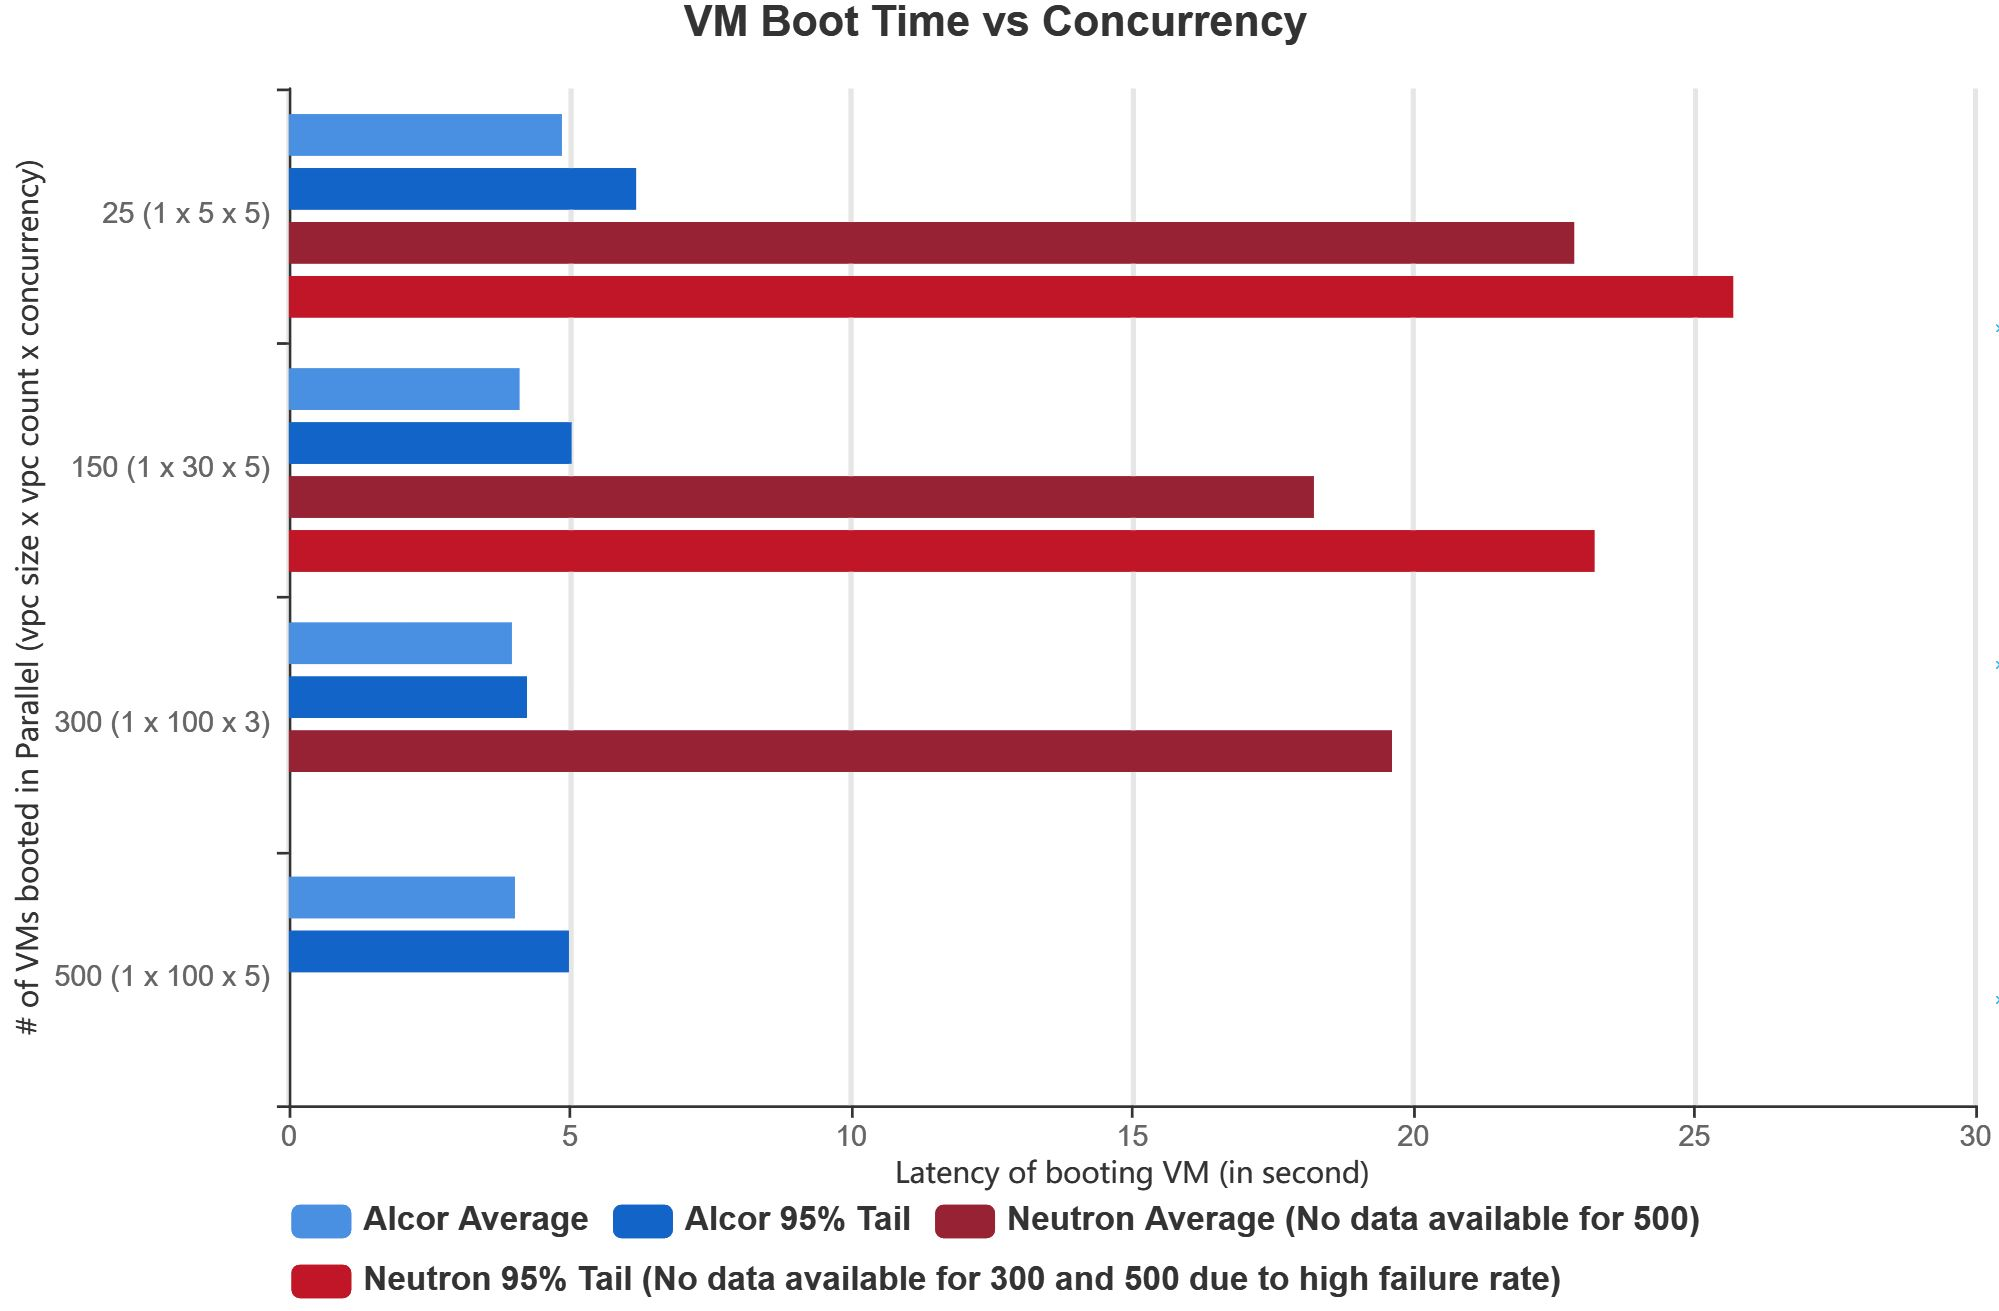 VM Boot Time vs Concurrency
# of VMs booted in Parallel (vpc size x vpc count x concurrency)
25 (1 x 5 x 5)
150 (1 x 30 x 5)
300 (1 x 100 x 3)
500 (1 x 100 x 5)
0 5 10 15 20 25 30
Latency of booting VM (in second)
Alcor Average Alcor 95% Tail Neutron Average (No data available for 500)
Neutron 95% Tail (No data available for 300 and 500 due to high failure rate)